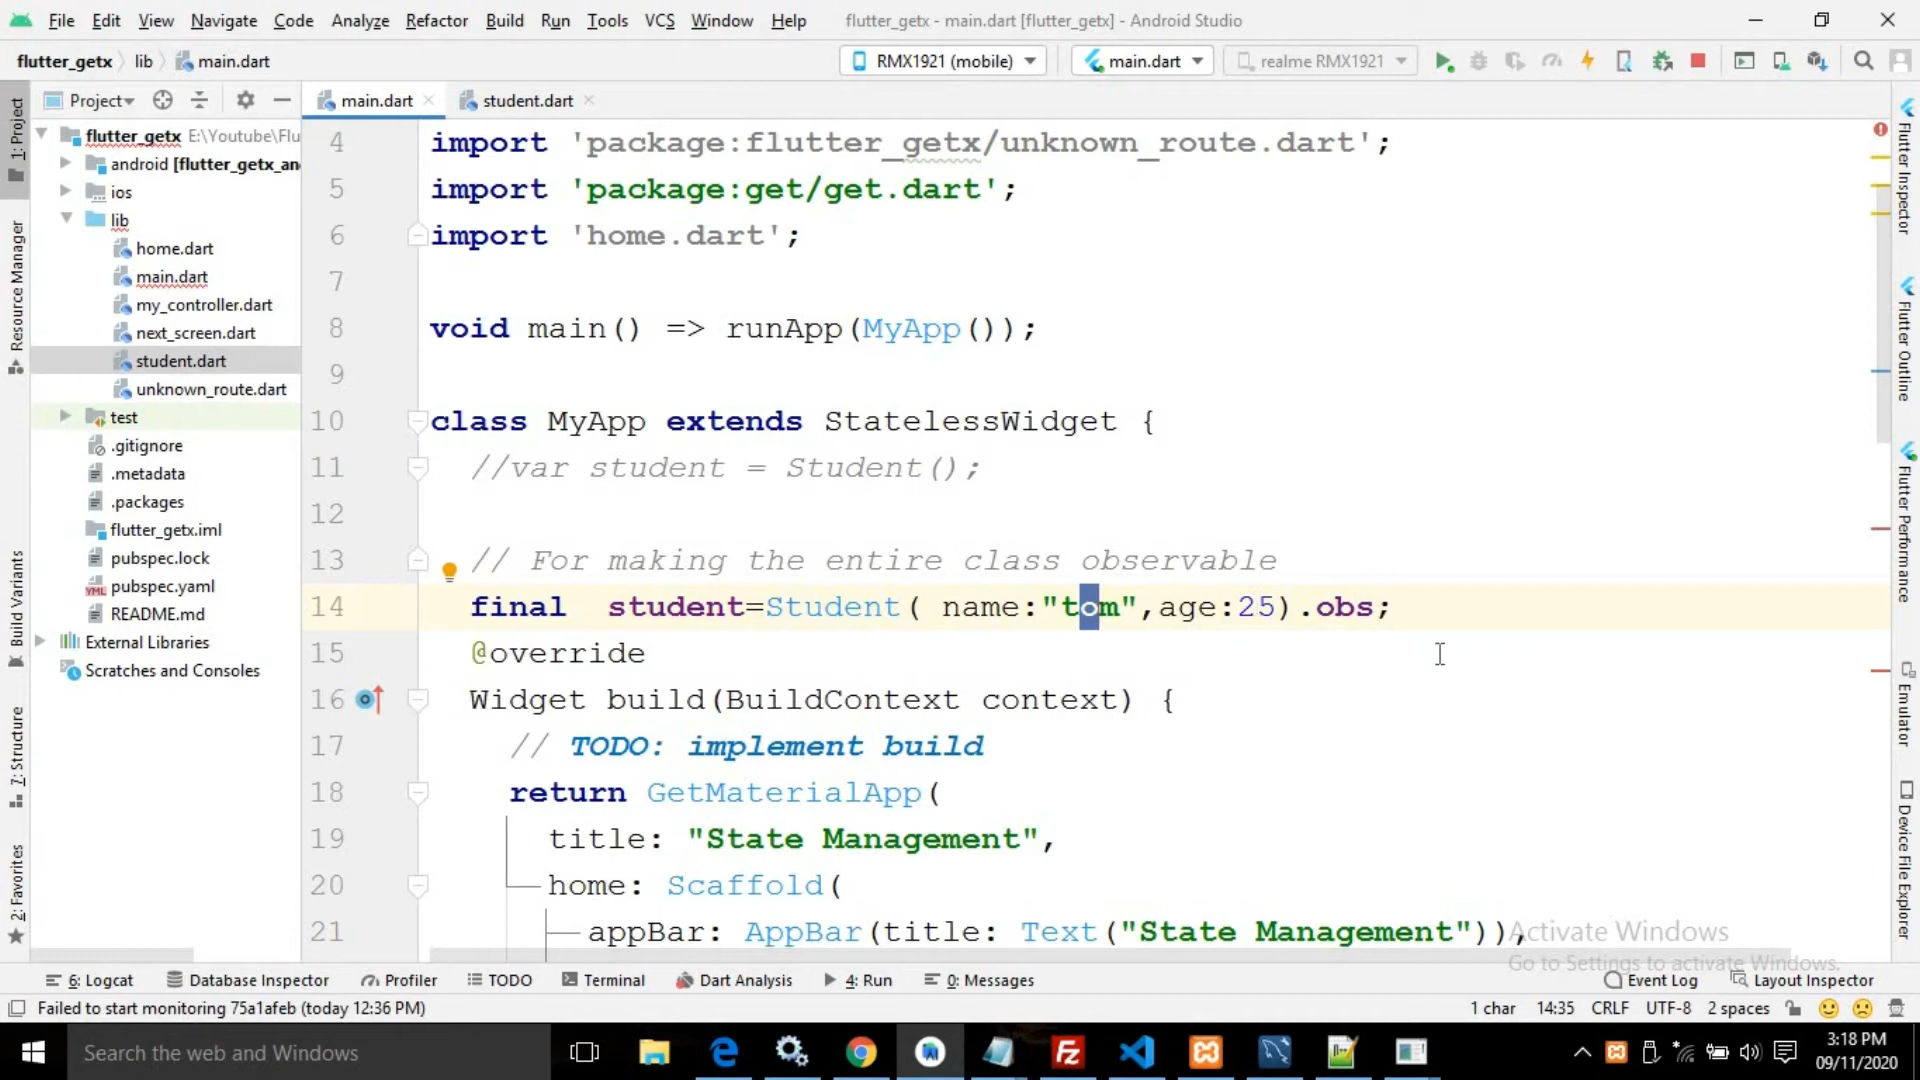 File Edit View Navigate Code Analyze Refactor Build Run Tools VCS Window Help flutter_getx - main.dart [flutter_getx] - Android Studio
flutter_getx lib main.dart RMX1921 (mobile) main.dart realme RMX1921
Project main.dart student.dart
flutter_getx E:\Youtube\Flu
android [flutter_getx_an
ios
lib
home.dart
main.dart
my_controller.dart
next_screen.dart
student.dart
unknown_route.dart
test
.gitignore
.metadata
.packages
flutter_getx.iml
pubspec.lock
pubspec.yaml
README.md
External Libraries
Scratches and Consoles
1: Project
Resource Manager
Build Variants
7: Structure
2: Favorites
4 import 'package:flutter_getx/unknown_route.dart';
5 import 'package:get/get.dart';
6 import 'home.dart';
7
8 void main() => runApp(MyApp());
9
10 class MyApp extends StatelessWidget {
11 //var student = Student();
12
13 // For making the entire class observable
14 final  student=Student( name:"tom",age:25).obs;
15 @override
16 Widget build(BuildContext context) {
17 // TODO: implement build
18 return GetMaterialApp(
19 title: "State Management",
20 home: Scaffold(
21 appBar: AppBar(title: Text("State Management")),
Flutter Inspector
Flutter Outline
Flutter Performance
Emulator
Device File Explorer
Activate Windows
Go to Settings to activate Windows.
6: Logcat Database Inspector Profiler TODO Terminal Dart Analysis 4: Run 0: Messages Event Log Layout Inspector
Failed to start monitoring 75a1afeb (today 12:36 PM) 1 char 14:35 CRLF UTF-8 2 spaces
Search the web and Windows
3:18 PM
09/11/2020